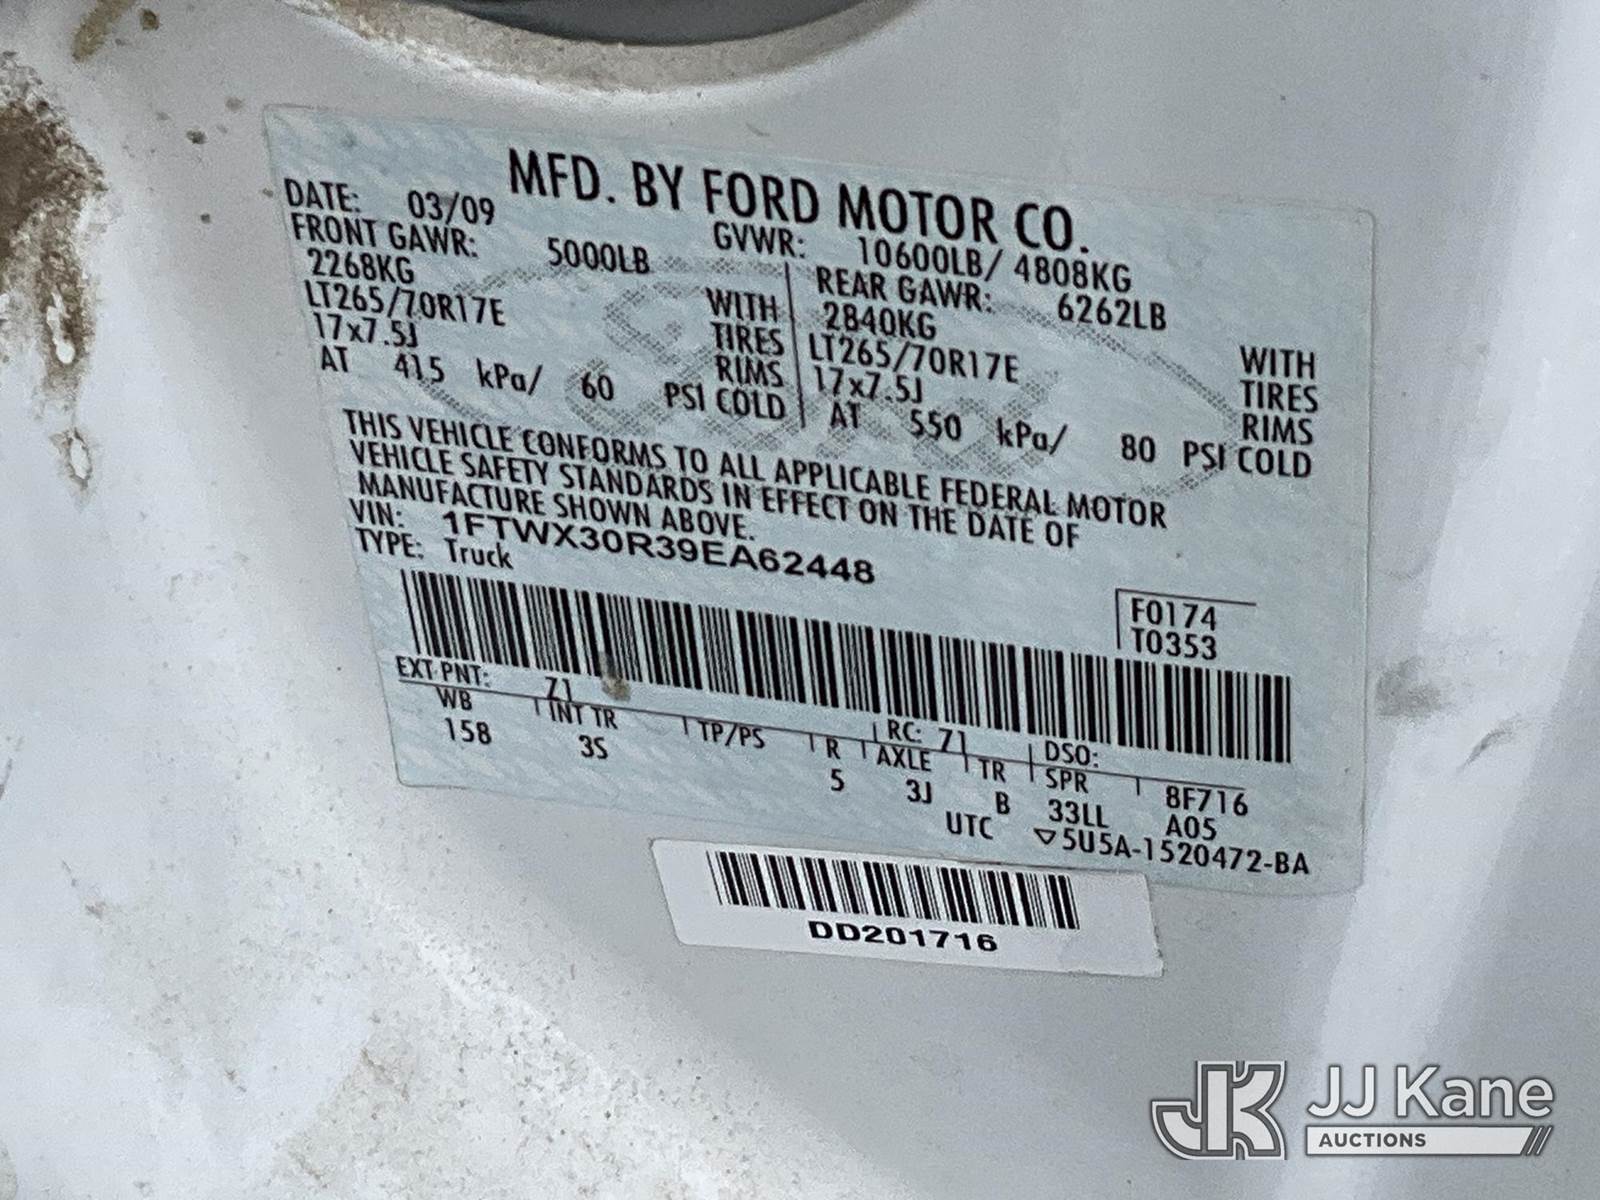 MFD. BY FORD MOTOR CO.
DATE: 03/09 GVWR: 10600LB/ 4808KG
FRONT GAWR: 5000LB REAR GAWR: 6262LB
2268KG WITH 2840KG WITH
LT265/70R17E TIRES LT265/70R17E TIRES
17x7.5J RIMS 17x7.5J RIMS
AT 415 kPa/ 60 PSI COLD AT 550 kPa/ 80 PSI COLD
THIS VEHICLE CONFORMS TO ALL APPLICABLE FEDERAL MOTOR
VEHICLE SAFETY STANDARDS IN EFFECT ON THE DATE OF
MANUFACTURE SHOWN ABOVE.
VIN: 1FTWX30R39EA62448
TYPE: Truck
F0174
T0353
EXT PNT: Z1 RC: 71 DSO:
WB INT TR TP/PS R AXLE TR SPR 8F716
158 3S 5 3J B 33LL A05
UTC ▽5U5A-1520472-BA
DD201716
JK JJ Kane
AUCTIONS